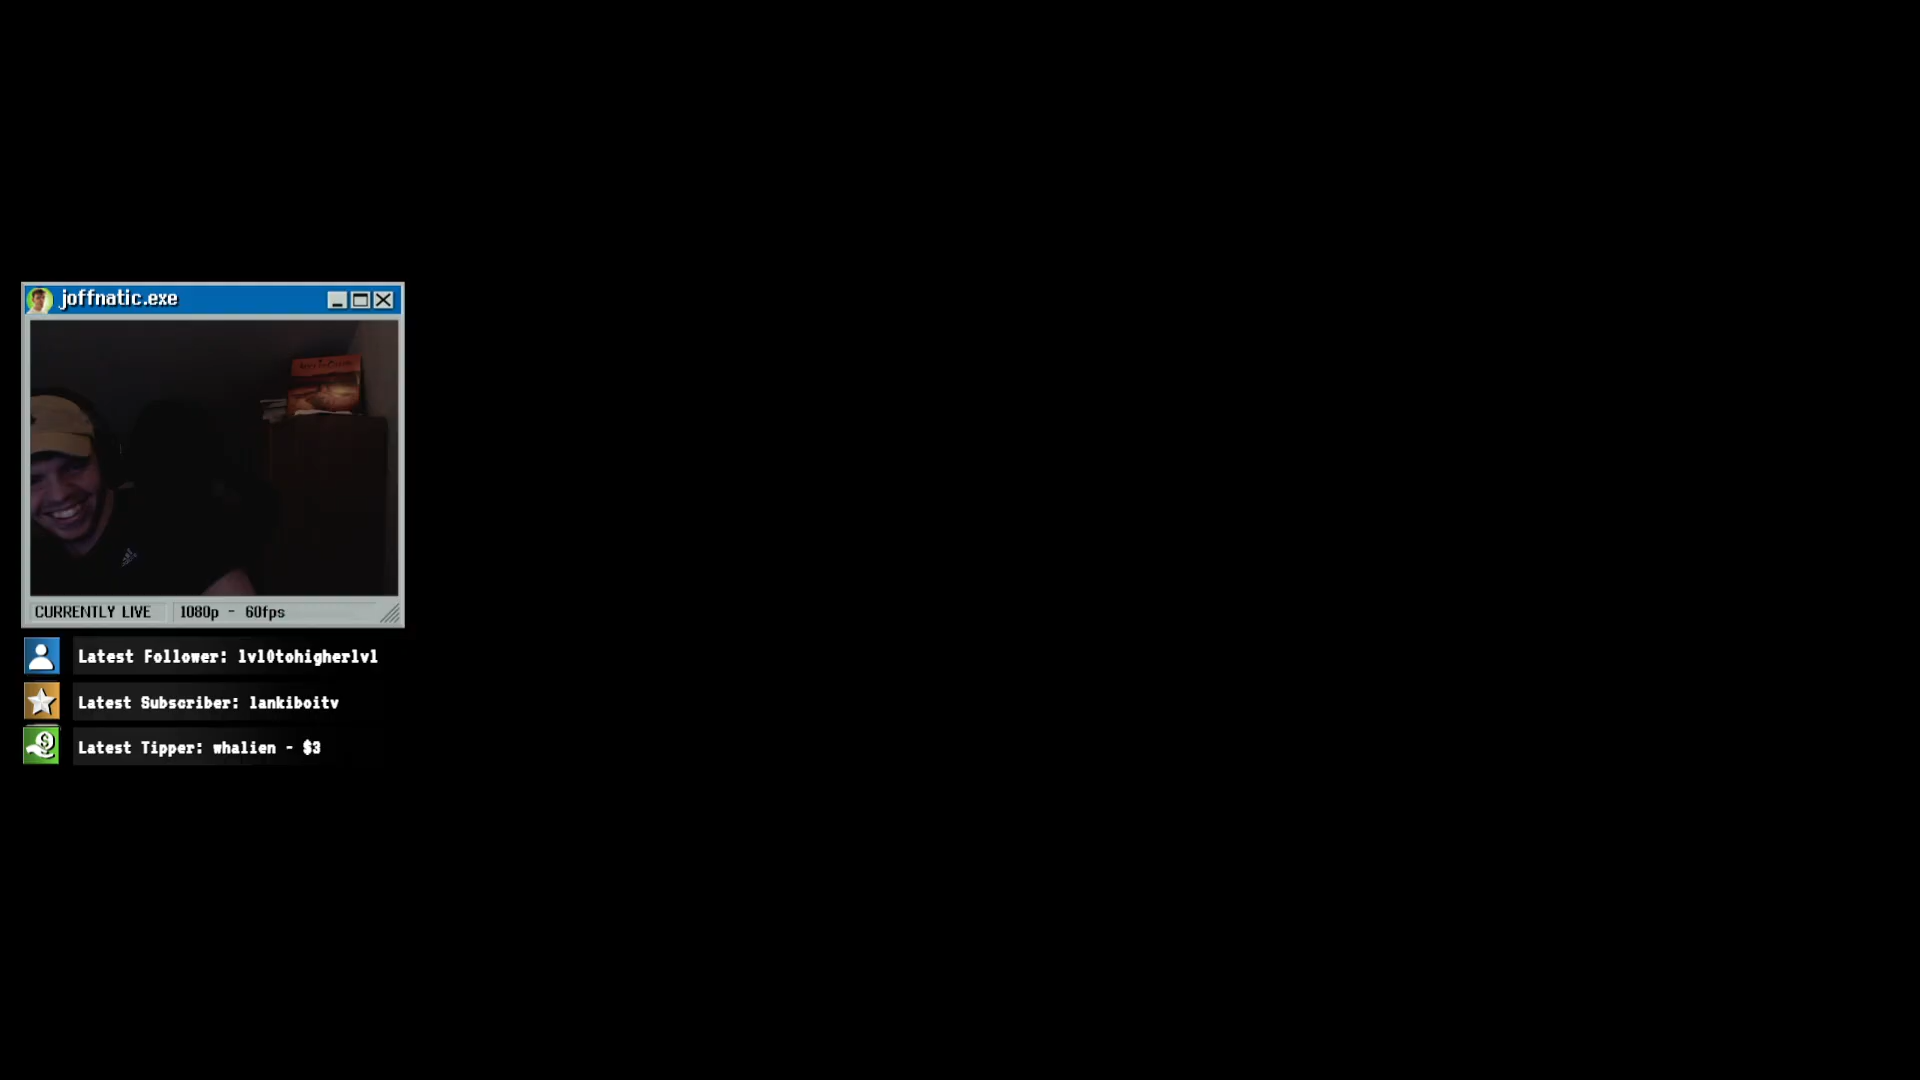 joffnatic.exe
CURRENTLY LIVE
1080p - 60fps
Latest Follower: lvl0tohigherlvl
Latest Subscriber: lankiboitv
Latest Tipper: whalien - $3